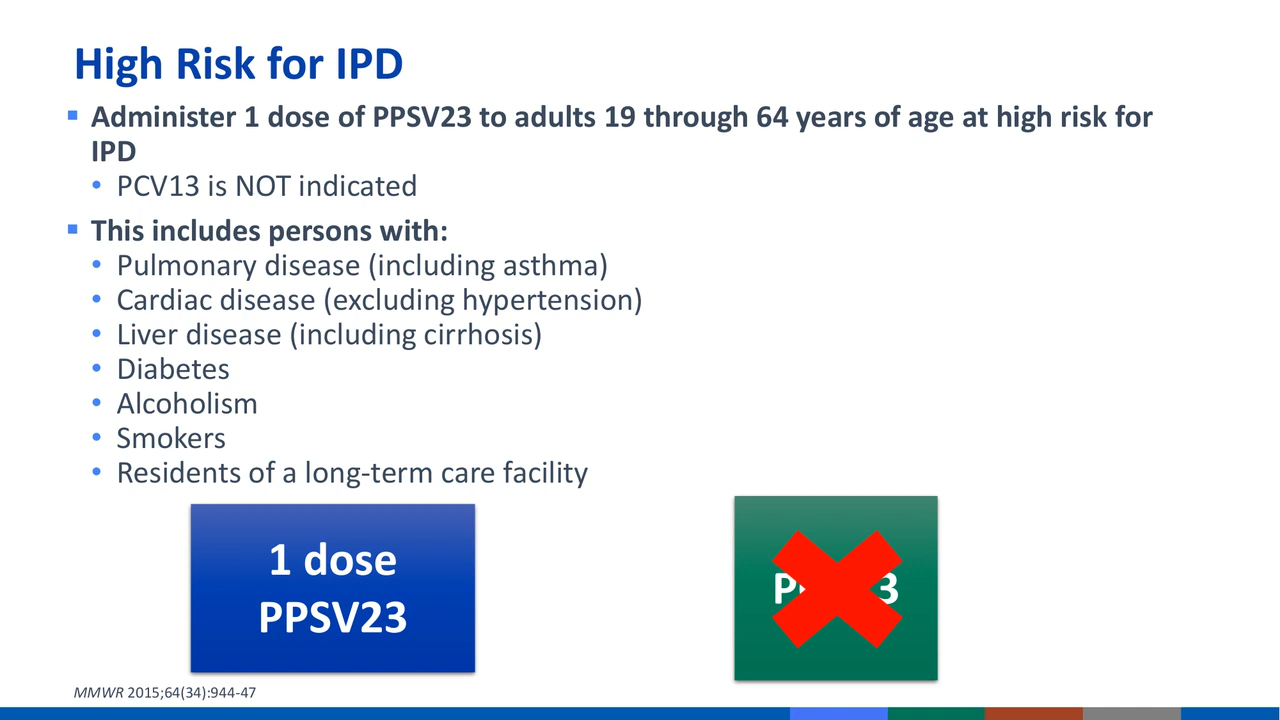 High Risk for IPD
▪ Administer 1 dose of PPSV23 to adults 19 through 64 years of age at high risk for
IPD
• PCV13 is NOT indicated
▪ This includes persons with:
• Pulmonary disease (including asthma)
• Cardiac disease (excluding hypertension)
• Liver disease (including cirrhosis)
• Diabetes
• Alcoholism
• Smokers
• Residents of a long-term care facility
1 dose
PPSV23
MMWR 2015;64(34):944-47